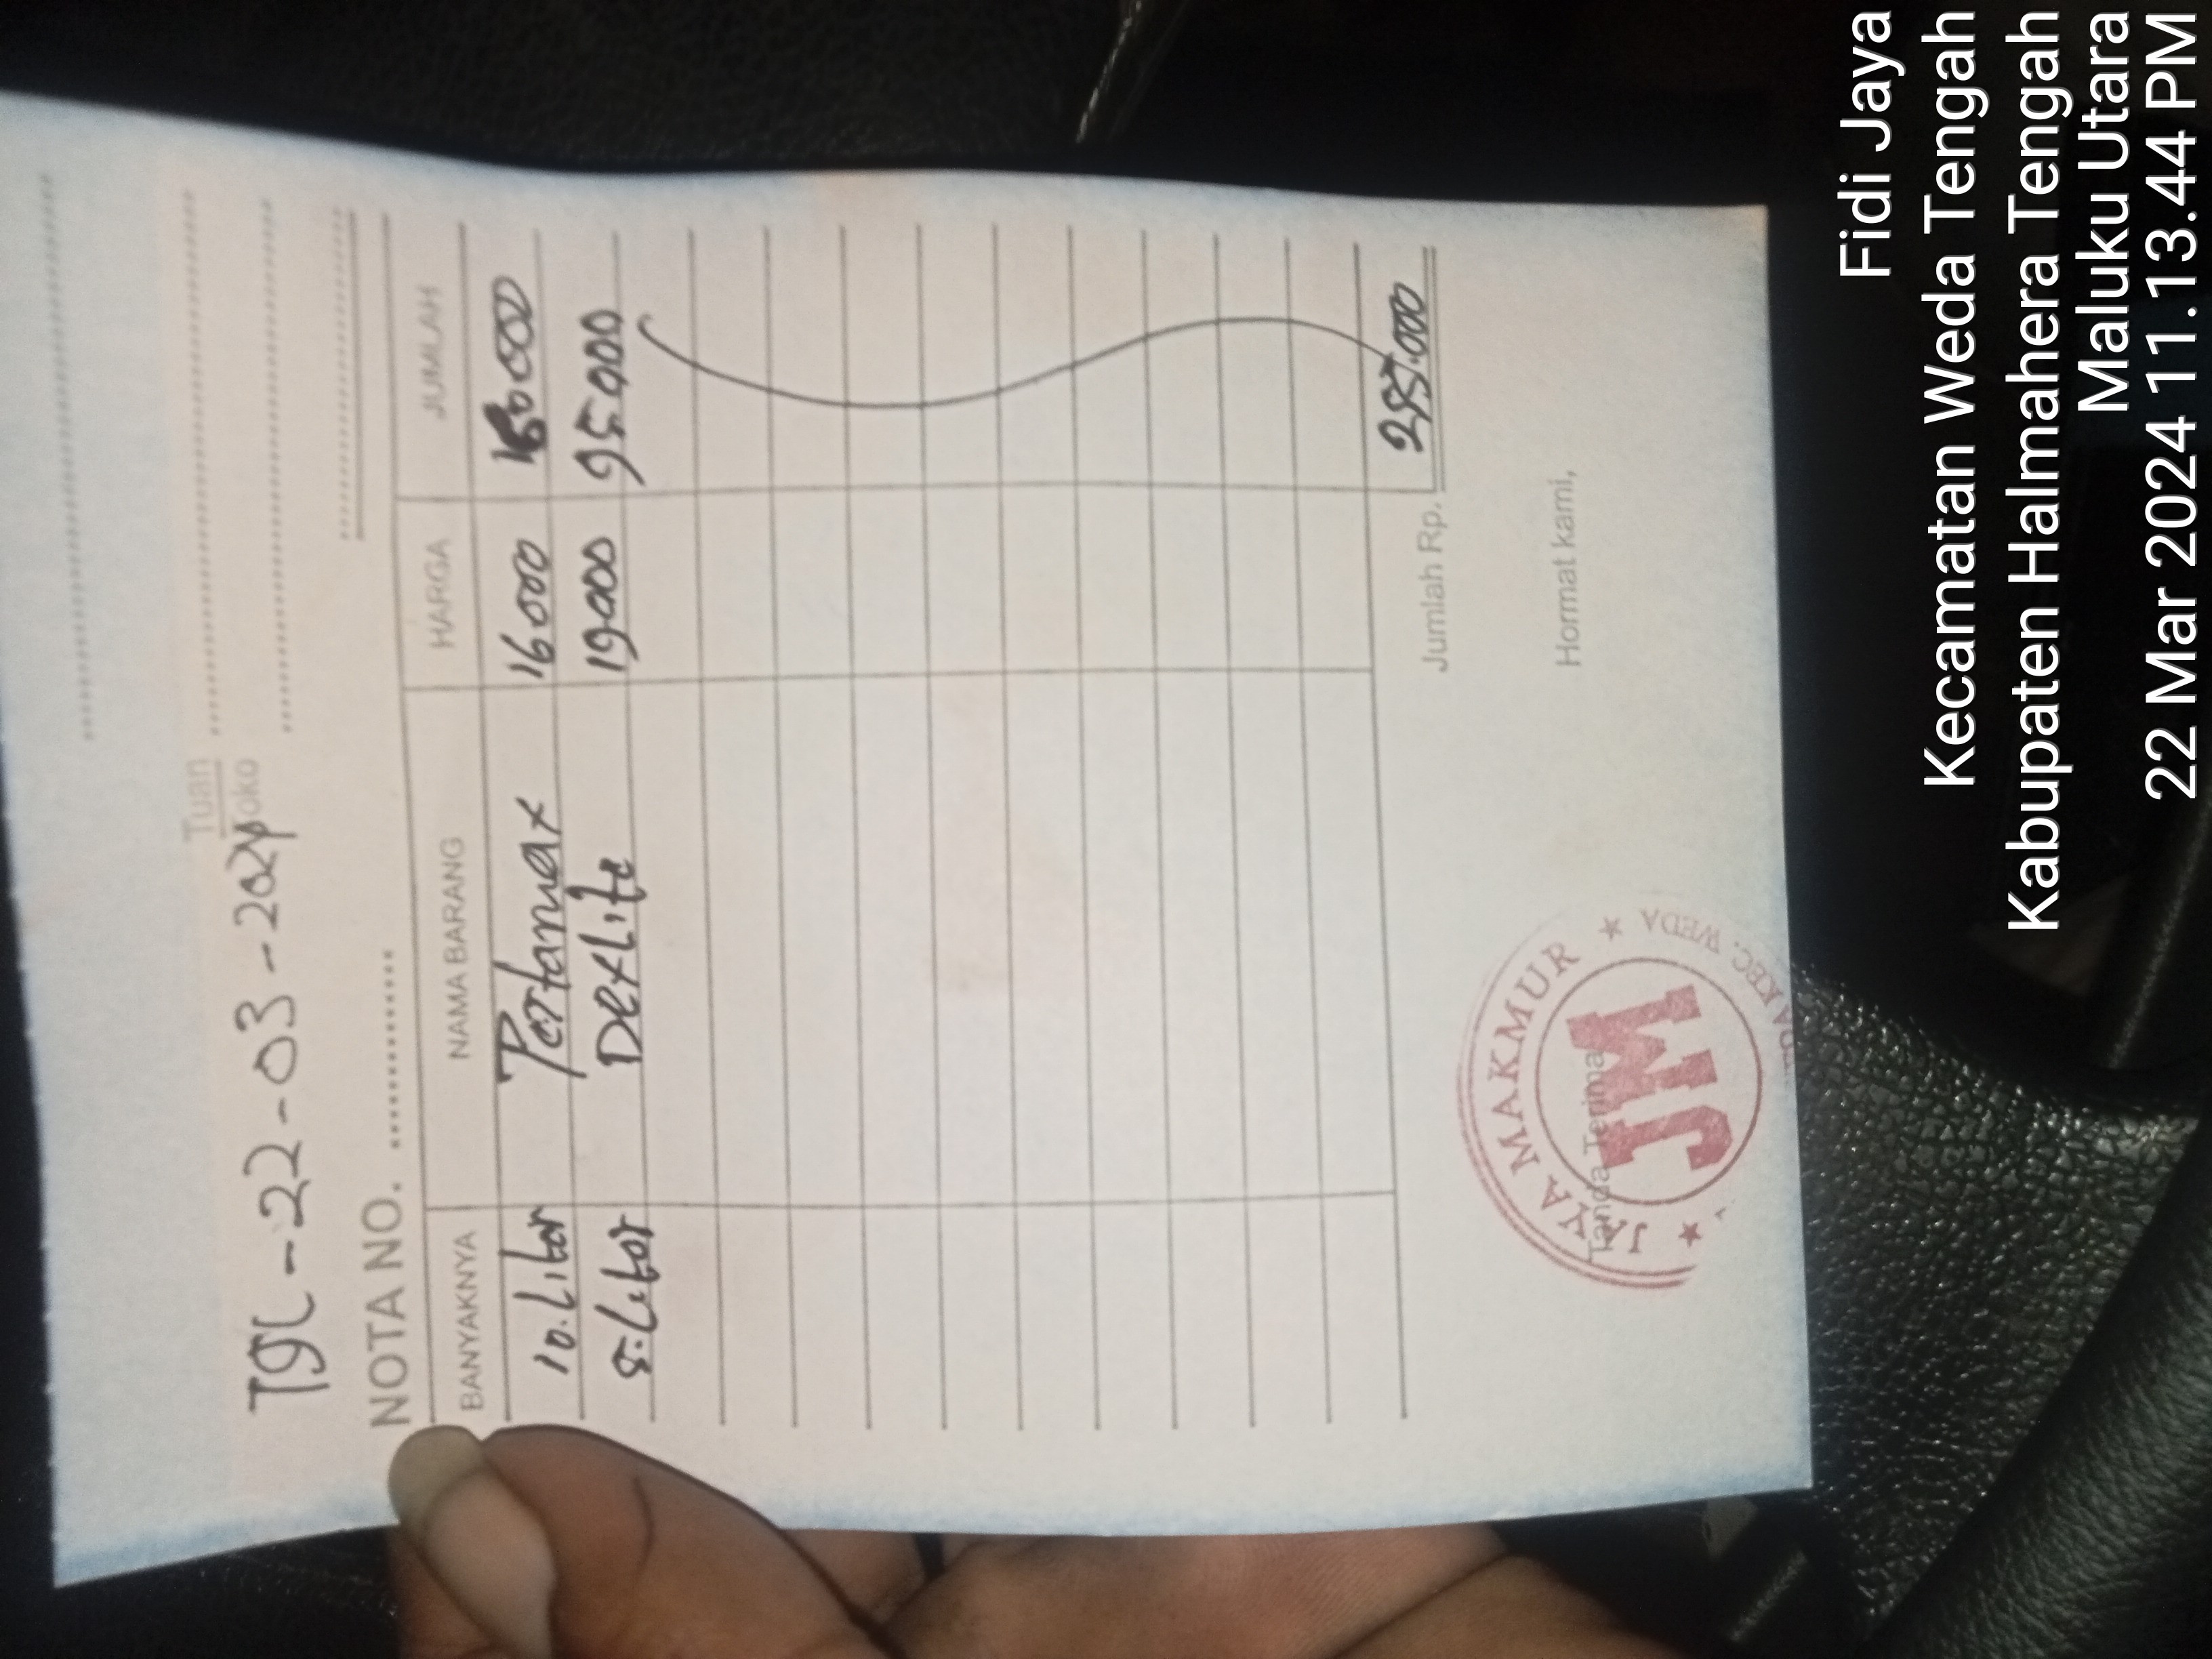 Tgl-22-03-2024
Tuan
Toko
NOTA NO. ............
BANYAKNYA NAMA BARANG HARGA JUMLAH
10.Liter Pertamax 16000 160000
5.Liter Dexlite 19000 95000
Jumlah Rp. 255.000
Tanda Terima Hormat kami,
JAYA MAKMUR
JM
KEC. WEDA
Fidi Jaya
Kecamatan Weda Tengah
Kabupaten Halmahera Tengah
Maluku Utara
22 Mar 2024 11.13.44 PM